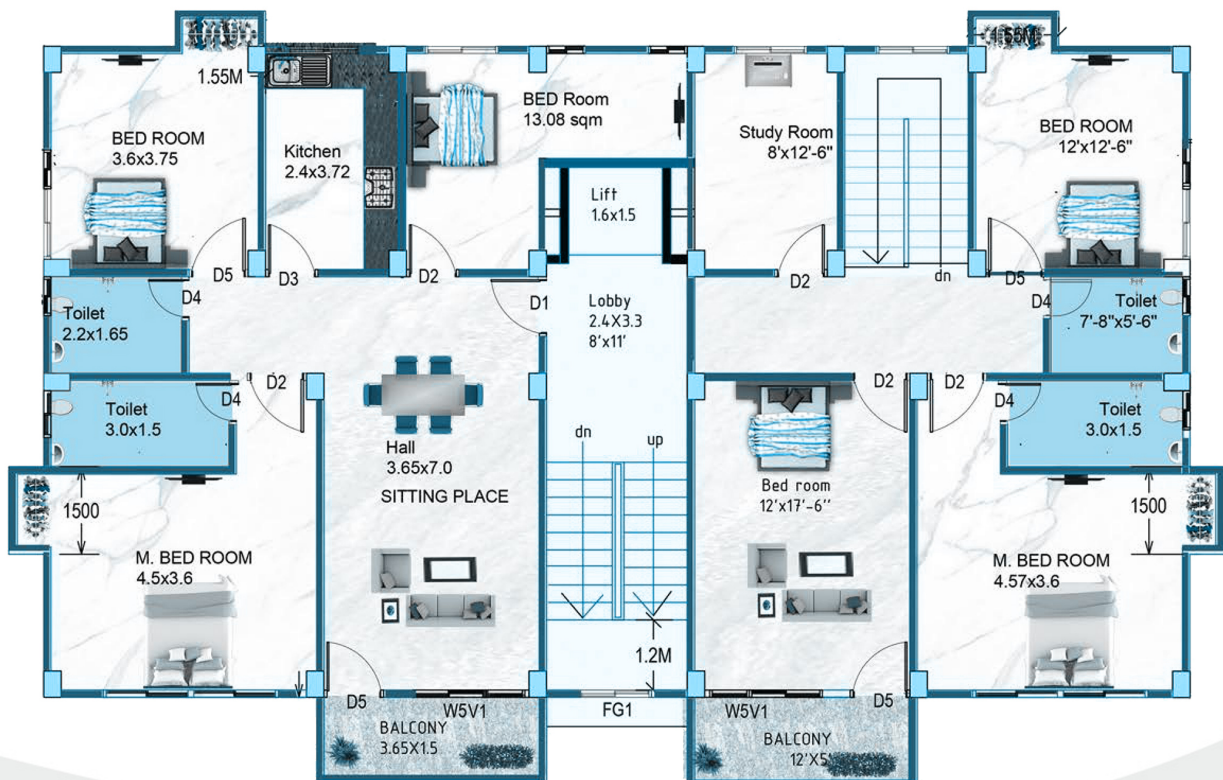 1.55M
1.55M
BED ROOM
3.6x3.75
Kitchen
2.4x3.72
BED Room
13.08 sqm
Study Room
8'x12'-6"
BED ROOM
12'x12'-6"
Lift
1.6x1.5
D5
D3
D2
D2
dn
D5
D4
D1
D4
Toilet
2.2x1.65
Lobby
2.4X3.3
8'x11'
Toilet
7'-8"x5'-6"
D2
D2
D2
D4
D4
Toilet
3.0x1.5
Toilet
3.0x1.5
Hall
3.65x7.0
SITTING PLACE
dn
up
Bed room
12'x17'-6''
1500
1500
M. BED ROOM
4.5x3.6
M. BED ROOM
4.57x3.6
1.2M
D5
W5V1
FG1
W5V1
D5
BALCONY
3.65X1.5
BALCONY
12'X5'